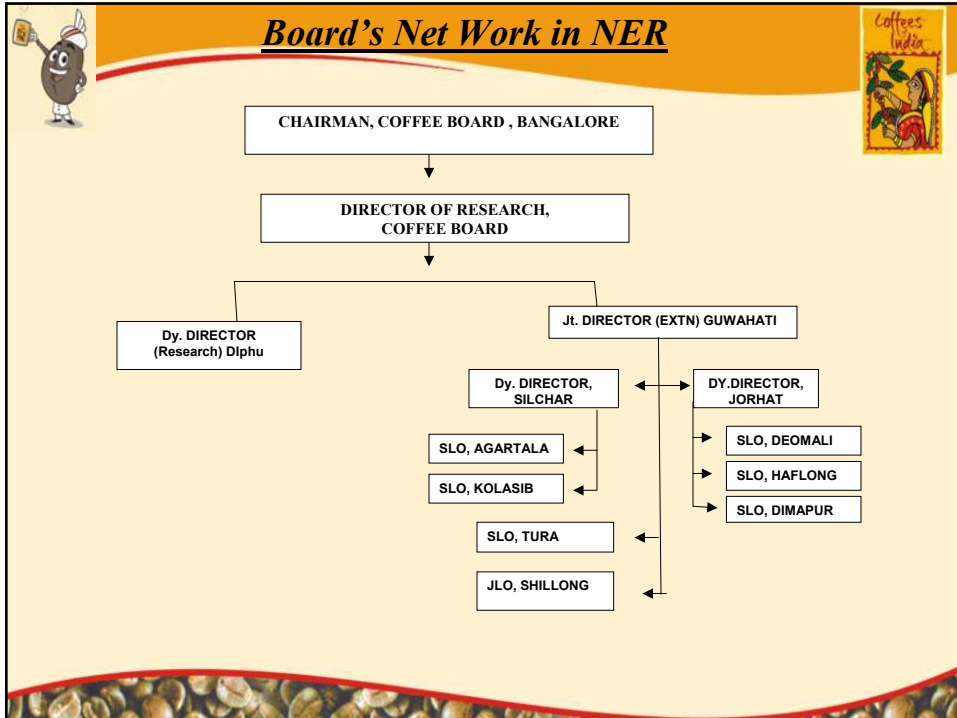 Board's Net Work in NER
Coffees
of
India
CHAIRMAN, COFFEE BOARD , BANGALORE
DIRECTOR OF RESEARCH,
COFFEE BOARD
Dy. DIRECTOR
(Research) DIphu
Jt. DIRECTOR (EXTN) GUWAHATI
Dy. DIRECTOR,
SILCHAR
DY.DIRECTOR,
JORHAT
SLO, AGARTALA
SLO, KOLASIB
SLO, DEOMALI
SLO, HAFLONG
SLO, DIMAPUR
SLO, TURA
JLO, SHILLONG